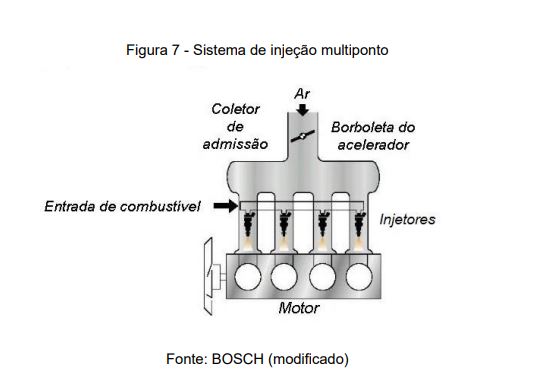 Figura 7 - Sistema de injeção multiponto
Ar
Coletor
de
admissão
Borboleta do
acelerador
Entrada de combustível
Injetores
Motor
Fonte: BOSCH (modificado)